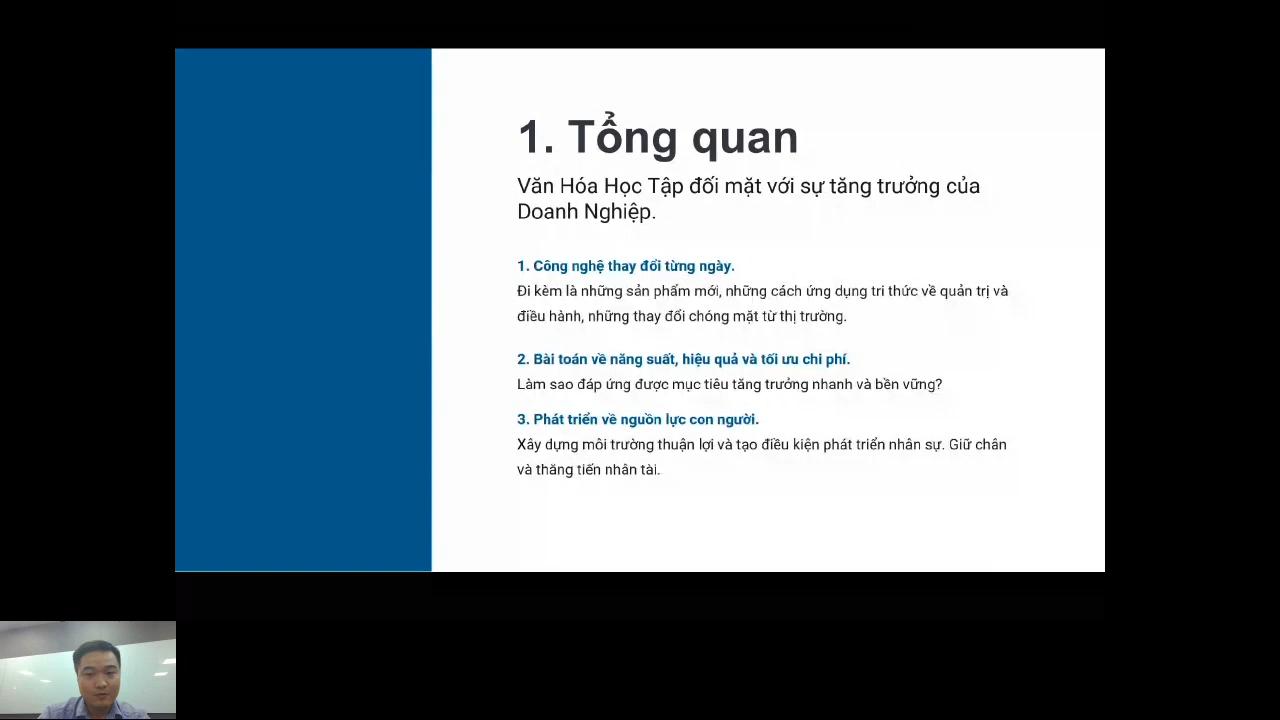 1. Tổng quan
Văn Hóa Học Tập đối mặt với sự tăng trưởng của
Doanh Nghiệp.
1. Công nghệ thay đổi từng ngày.
Đi kèm là những sản phẩm mới, những cách ứng dụng tri thức về quản trị và
điều hành, những thay đổi chóng mặt từ thị trường.
2. Bài toán về năng suất, hiệu quả và tối ưu chi phí.
Làm sao đáp ứng được mục tiêu tăng trưởng nhanh và bền vững?
3. Phát triển về nguồn lực con người.
Xây dựng môi trường thuận lợi và tạo điều kiện phát triển nhân sự. Giữ chân
và thăng tiến nhân tài.